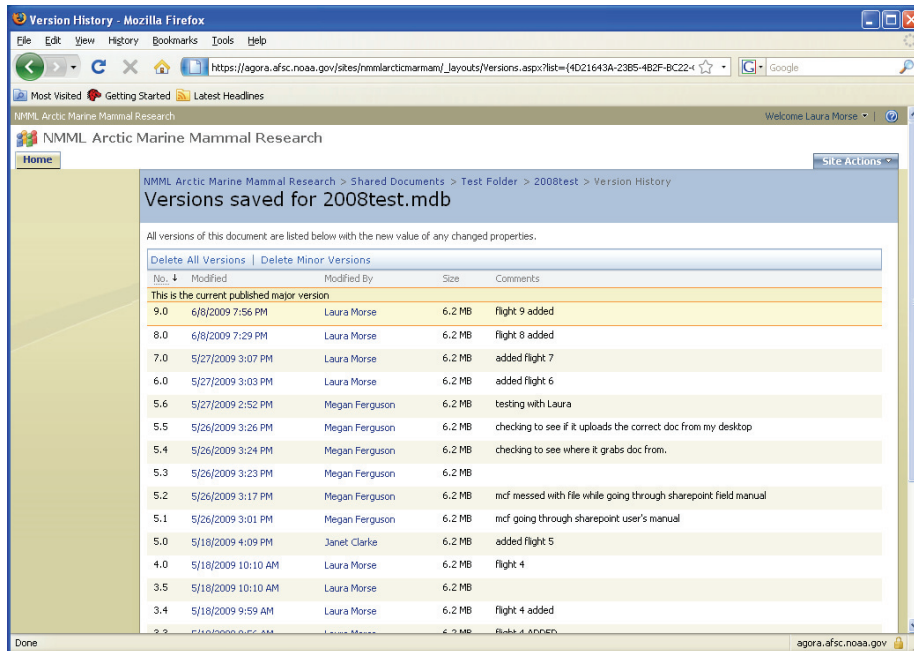 Version History - Mozilla Firefox
File Edit View History Bookmarks Tools Help
https://agora.afsc.noaa.gov/sites/nmmlarcticmarmam/_layouts/Versions.aspx?list={4D21643A-23B5-4B2F-BC22-
Google
Most Visited Getting Started Latest Headlines
NMML Arctic Marine Mammal Research Welcome Laura Morse
NMML Arctic Marine Mammal Research
Home Site Actions
NMML Arctic Marine Mammal Research > Shared Documents > Test Folder > 2008test > Version History
Versions saved for 2008test.mdb
All versions of this document are listed below with the new value of any changed properties.
Delete All Versions | Delete Minor Versions
No. Modified Modified By Size Comments
This is the current published major version
9.0 6/8/2009 7:56 PM Laura Morse 6.2 MB flight 9 added
8.0 6/8/2009 7:29 PM Laura Morse 6.2 MB flight 8 added
7.0 5/27/2009 3:07 PM Laura Morse 6.2 MB added flight 7
6.0 5/27/2009 3:03 PM Laura Morse 6.2 MB added flight 6
5.6 5/27/2009 2:52 PM Megan Ferguson 6.2 MB testing with Laura
5.5 5/26/2009 3:26 PM Megan Ferguson 6.2 MB checking to see if it uploads the correct doc from my desktop
5.4 5/26/2009 3:24 PM Megan Ferguson 6.2 MB checking to see where it grabs doc from.
5.3 5/26/2009 3:23 PM Megan Ferguson 6.2 MB
5.2 5/26/2009 3:17 PM Megan Ferguson 6.2 MB mcf messed with file while going through sharepoint field manual
5.1 5/26/2009 3:01 PM Megan Ferguson 6.2 MB mcf going through sharepoint user's manual
5.0 5/18/2009 4:09 PM Janet Clarke 6.2 MB added flight 5
4.0 5/18/2009 10:10 AM Laura Morse 6.2 MB flight 4
3.5 5/18/2009 10:10 AM Laura Morse 6.2 MB
3.4 5/18/2009 9:59 AM Laura Morse 6.2 MB flight 4 added
Done agora.afsc.noaa.gov